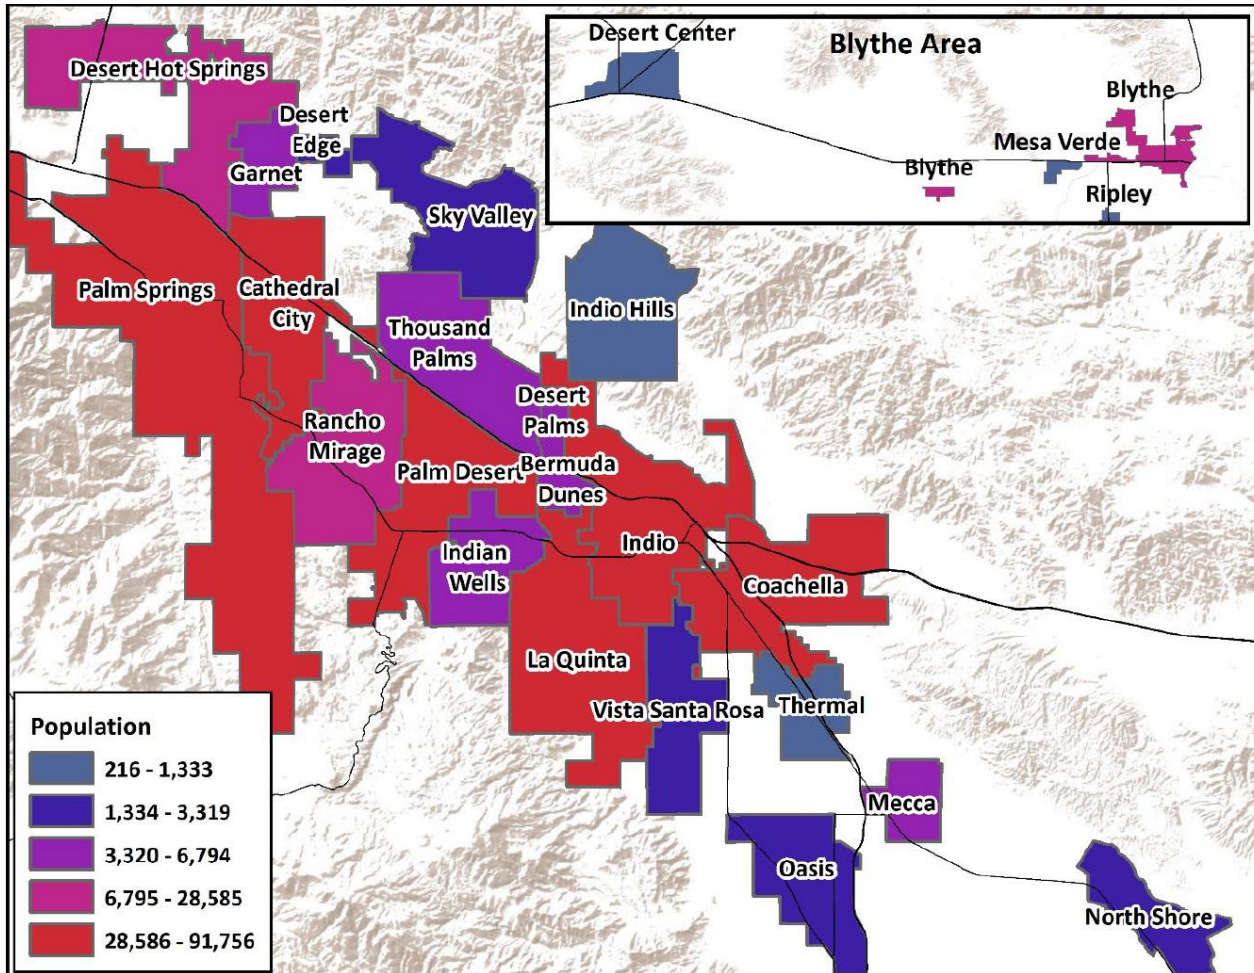 Desert Center
Blythe Area
Blythe
Mesa Verde
Blythe
Ripley
Desert Hot Springs
Desert
Edge
Garnet
Sky Valley
Palm Springs
Cathedral
City
Thousand
Palms
Indio Hills
Desert
Palms
Rancho
Mirage
Palm Desert
Bermuda
Dunes
Indian
Wells
Indio
Coachella
La Quinta
Vista Santa Rosa
Thermal
Mecca
Oasis
North Shore
Population
216 - 1,333
1,334 - 3,319
3,320 - 6,794
6,795 - 28,585
28,586 - 91,756